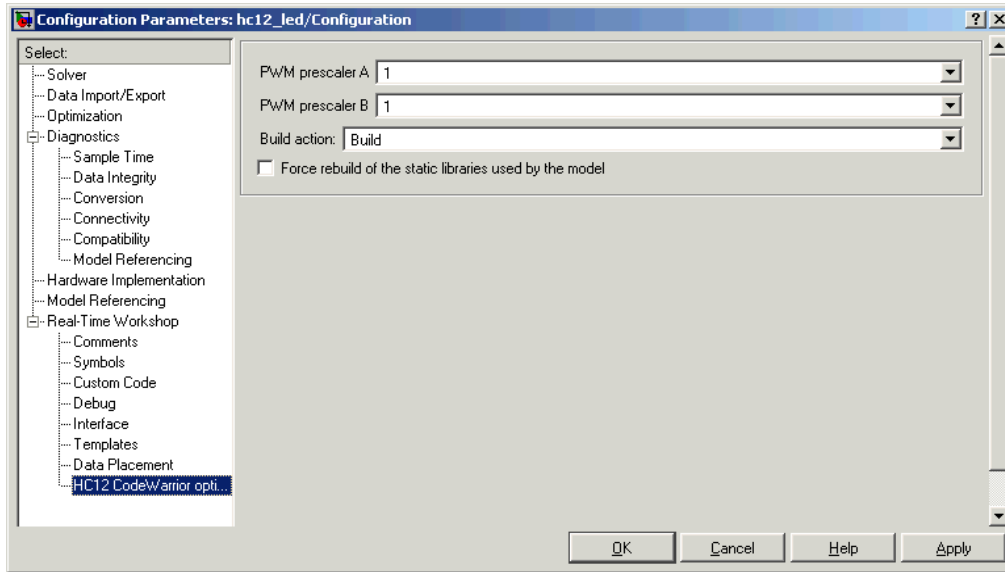 Configuration Parameters: hc12_led/Configuration
Select:
Solver
Data Import/Export
Optimization
Diagnostics
Sample Time
Data Integrity
Conversion
Connectivity
Compatibility
Model Referencing
Hardware Implementation
Model Referencing
Real-Time Workshop
Comments
Symbols
Custom Code
Debug
Interface
Templates
Data Placement
HC12 CodeWarrior opti...
PWM prescaler A 1
PWM prescaler B 1
Build action: Build
Force rebuild of the static libraries used by the model
OK Cancel Help Apply